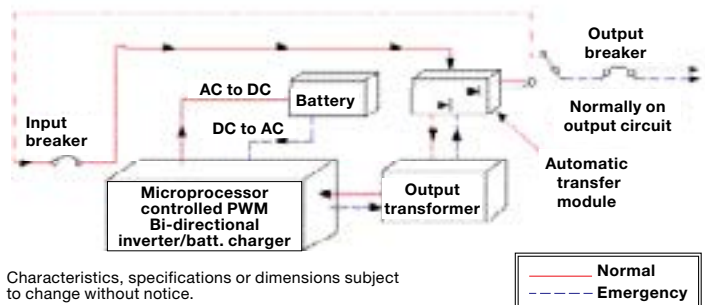 Output
breaker
AC to DC
Battery
Input
breaker
DC to AC
Normally on
output circuit
Automatic
transfer
module
Microprocessor
controlled PWM
Bi-directional
inverter/batt. charger
Output
transformer
Characteristics, specifications or dimensions subject
to change without notice.
Normal
Emergency